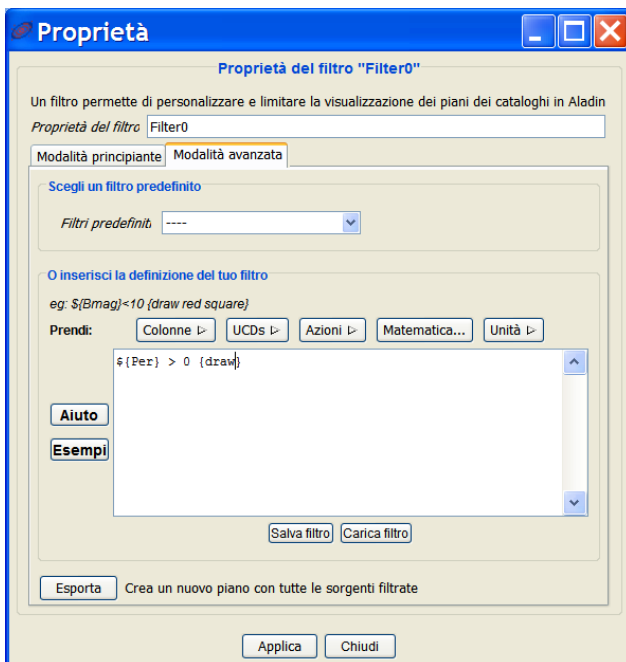 Proprietà
Proprietà del filtro "Filter0"
Un filtro permette di personalizzare e limitare la visualizzazione dei piani dei cataloghi in Aladin
Proprietà del filtro Filter0
Modalità principiante Modalità avanzata
Scegli un filtro predefinito
Filtri predefiniti ----
O inserisci la definizione del tuo filtro
eg: ${Bmag}<10 {draw red square}
Prendi: Colonne ▷ UCDs ▷ Azioni ▷ Matematica... Unità ▷
${Per} > 0 {draw}
Aiuto
Esempi
Salva filtro Carica filtro
Esporta Crea un nuovo piano con tutte le sorgenti filtrate
Applica Chiudi